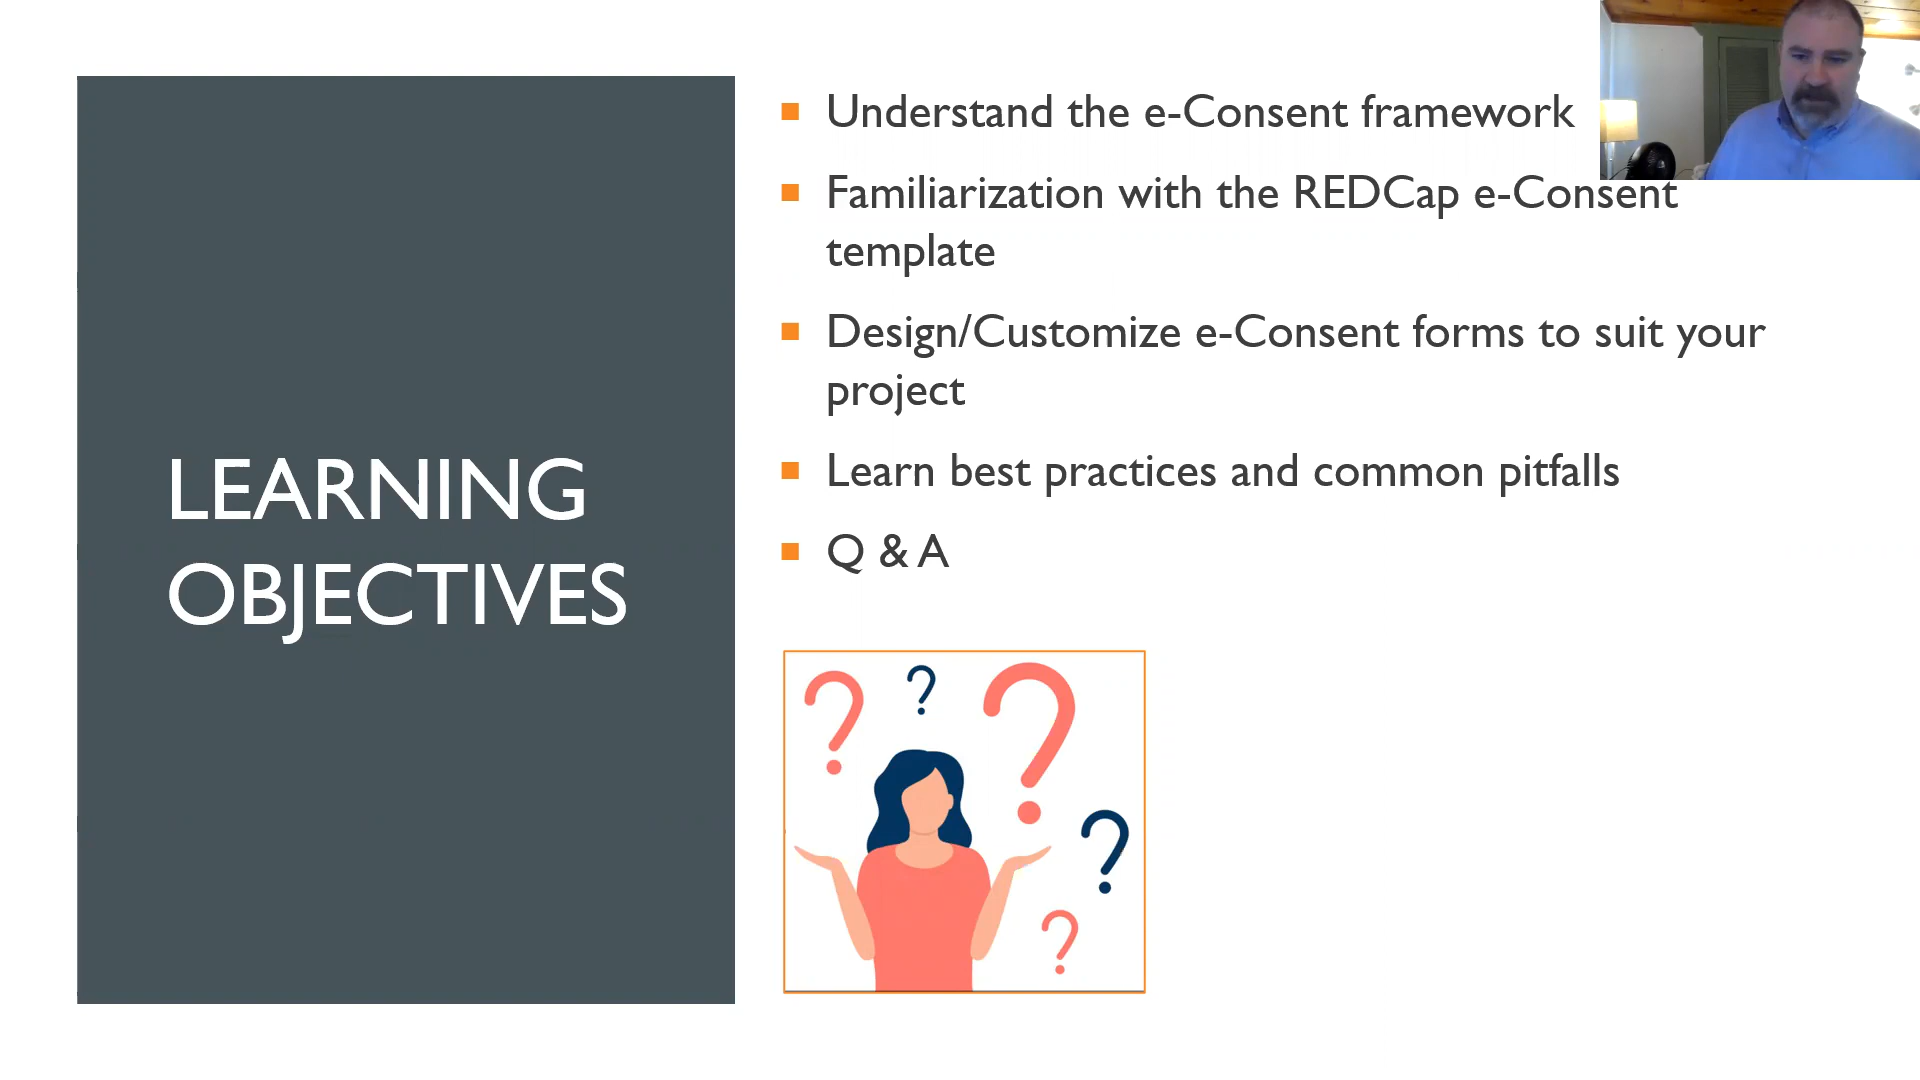 LEARNING
OBJECTIVES
Understand the e-Consent framework
Familiarization with the REDCap e-Consent
template
Design/Customize e-Consent forms to suit your
project
Learn best practices and common pitfalls
Q & A
? ? ? ? ?